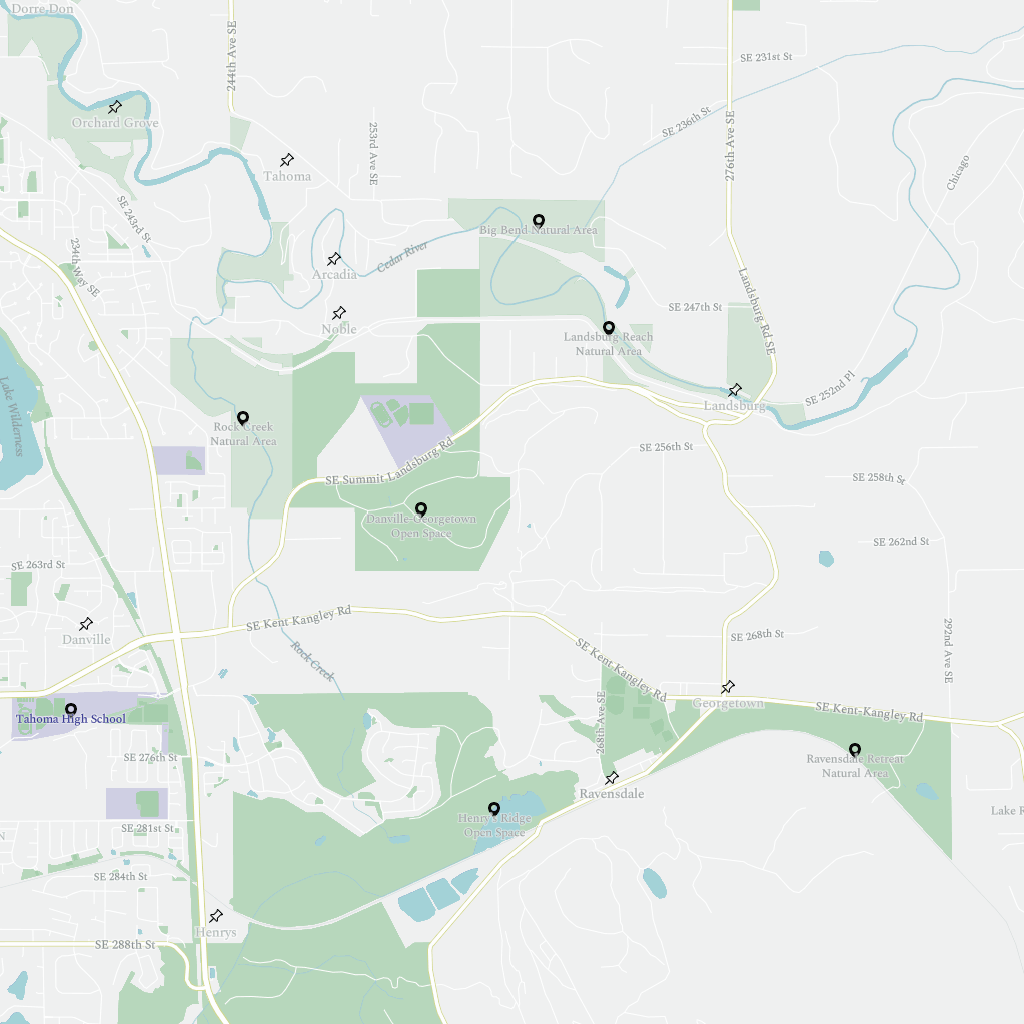 Dorre Don
244th Ave SE
SE 231st St
Orchard Grove
SE 236th St
276th Ave SE
253rd Ave SE
Tahoma
Chicago
SE 243rd St
234th Way SE
Big Bend Natural Area
Cedar River
Arcadia
Noble
SE 247th St
Landsburg Rd SE
Landsburg Reach
Natural Area
Lake Wilderness
SE 252nd Pl
Landsburg
Rock Creek
Natural Area
SE 256th St
SE Summit Landsburg Rd
SE 258th St
Danville-Georgetown
Open Space
SE 262nd St
SE 263rd St
SE Kent Kangley Rd
Danville
SE 268th St
292nd Ave SE
Rock Creek
SE Kent Kangley Rd
Georgetown
SE Kent-Kangley Rd
Tahoma High School
268th Ave SE
SE 276th St
Ravensdale Retreat
Natural Area
Ravensdale
Henry's Ridge
Open Space
Lake R
SE 281st St
N
SE 284th St
Henrys
SE 288th St